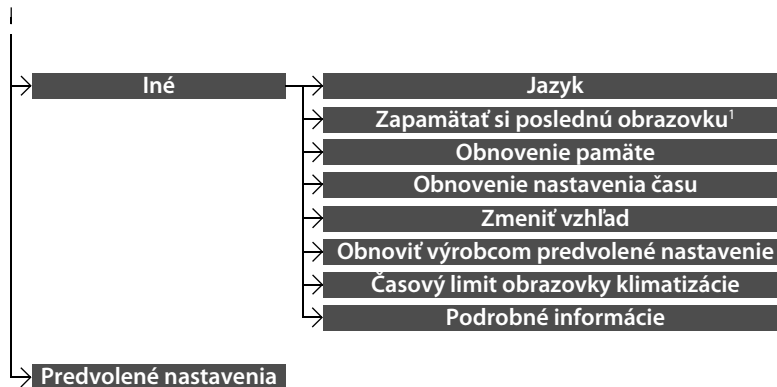 Iné
Jazyk
Zapamätať si poslednú obrazovku¹
Obnovenie pamäte
Obnovenie nastavenia času
Zmeniť vzhľad
Obnoviť výrobcom predvolené nastavenie
Časový limit obrazovky klimatizácie
Podrobné informácie
Predvolené nastavenia